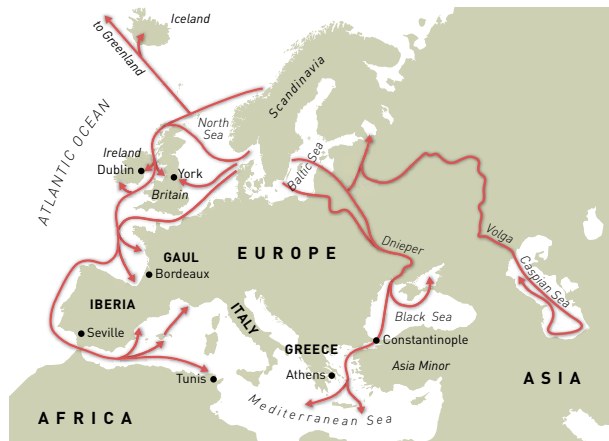 Iceland
to Greenland
Scandinavia
North
Sea
ATLANTIC OCEAN
Ireland
Dublin
York
Britain
Baltic Sea
GAUL
EUROPE
Dnieper
Volga
Bordeaux
Caspian Sea
IBERIA
ITALY
Black Sea
Seville
Constantinople
GREECE
Asia Minor
Athens
Tunis
ASIA
Mediterranean Sea
AFRICA